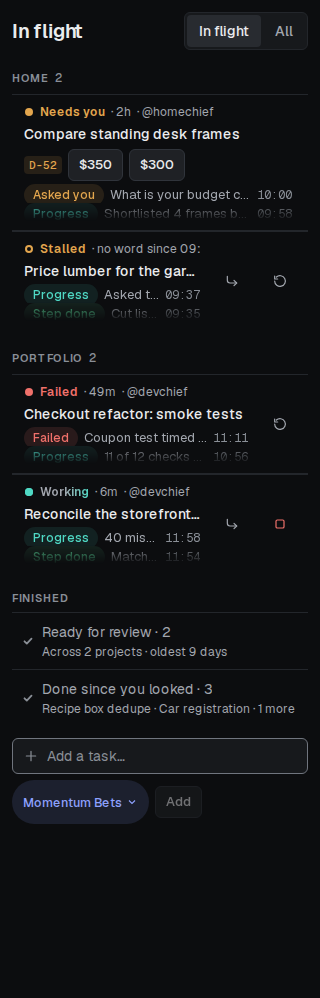 In flight
In flight All
HOME 2
Needs you · 2h · @homechief
Compare standing desk frames
D-52 $350 $300
Asked you What is your budget c… 10:00
Progress Shortlisted 4 frames b… 09:58
Stalled · no word since 09:
Price lumber for the gar…
Progress Asked t… 09:37
Step done Cut lis… 09:35
PORTFOLIO 2
Failed · 49m · @devchief
Checkout refactor: smoke tests
Failed Coupon test timed … 11:11
Progress 11 of 12 checks … 10:56
Working · 6m · @devchief
Reconcile the storefront…
Progress 40 mis… 11:58
Step done Match… 11:54
FINISHED
Ready for review · 2
Across 2 projects · oldest 9 days
Done since you looked · 3
Recipe box dedupe · Car registration · 1 more
Add a task…
Momentum Bets Add